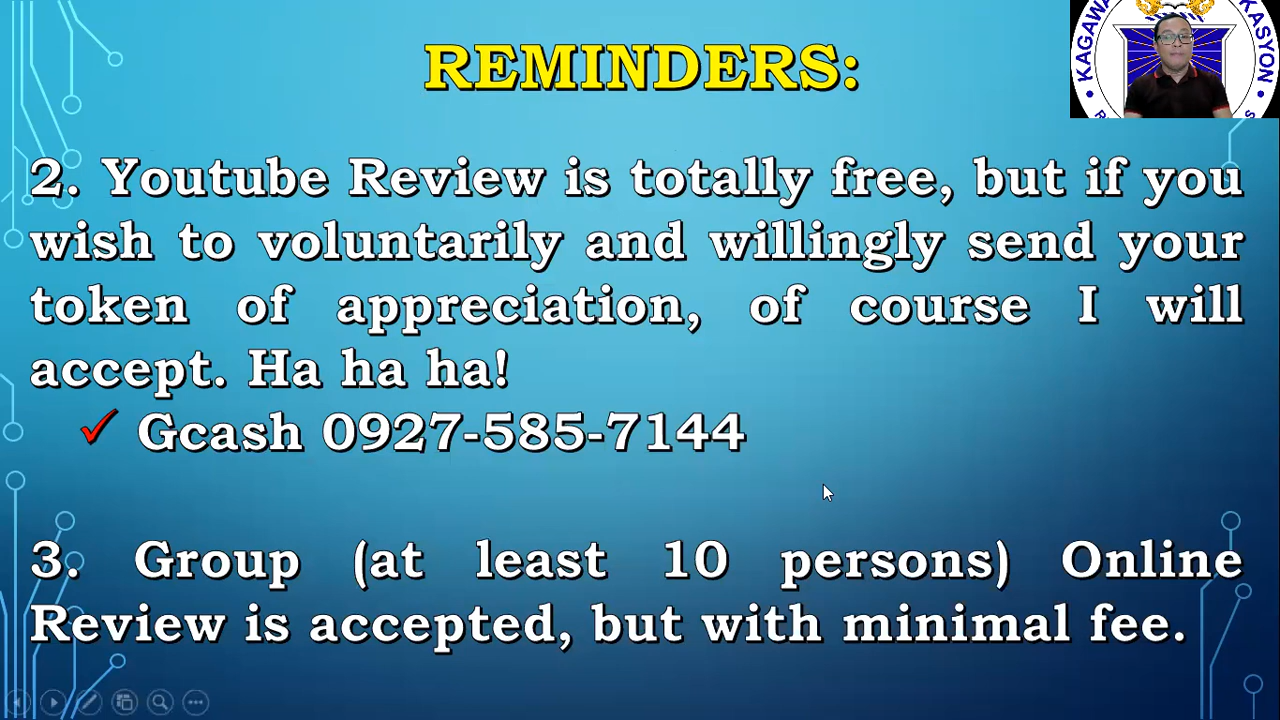 REMINDERS:
KAGAWA
KASYON
R
S
2. Youtube Review is totally free, but if you
wish to voluntarily and willingly send your
token of appreciation, of course I will
accept. Ha ha ha!
✓ Gcash 0927-585-7144
3. Group (at least 10 persons) Online
Review is accepted, but with minimal fee.